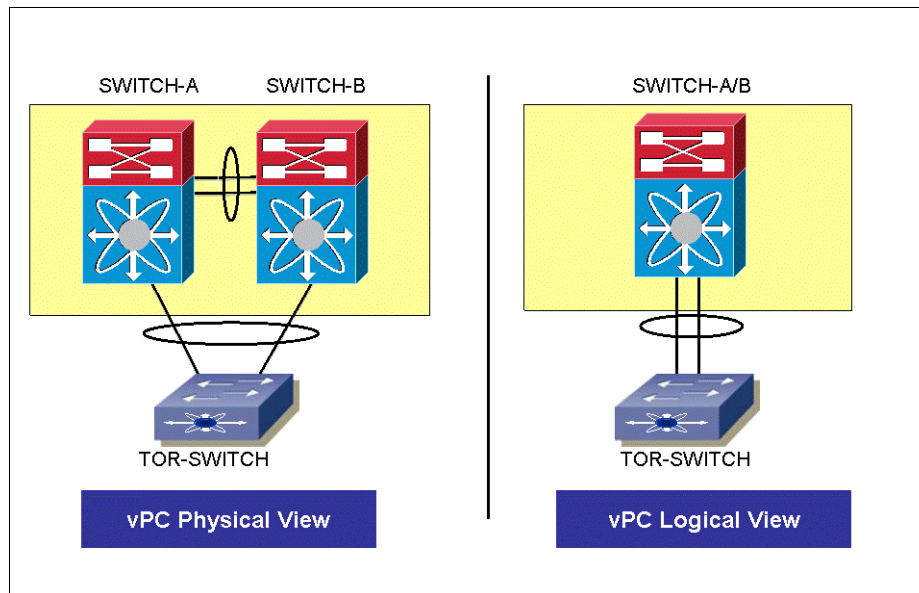 SWITCH-A
SWITCH-B
TOR-SWITCH
vPC Physical View
SWITCH-A/B
TOR-SWITCH
vPC Logical View